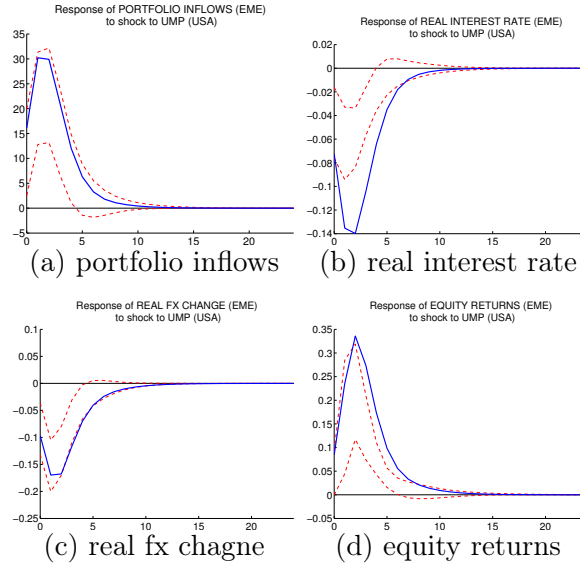 Response of PORTFOLIO INFLOWS (EME)
to shock to UMP (USA)
35
30
25
20
15
10
5
0
−5
0 5 10 15 20
(a) portfolio inflows
Response of REAL INTEREST RATE (EME)
to shock to UMP (USA)
0.02
0
−0.02
−0.04
−0.06
−0.08
−0.1
−0.12
−0.14
0 5 10 15 20
(b) real interest rate
Response of REAL FX CHANGE (EME)
to shock to UMP (USA)
0.1
0.05
0
−0.05
−0.1
−0.15
−0.2
−0.25
0 5 10 15 20
(c) real fx chagne
Response of EQUITY RETURNS (EME)
to shock to UMP (USA)
0.35
0.3
0.25
0.2
0.15
0.1
0.05
0
−0.05
0 5 10 15 20
(d) equity returns